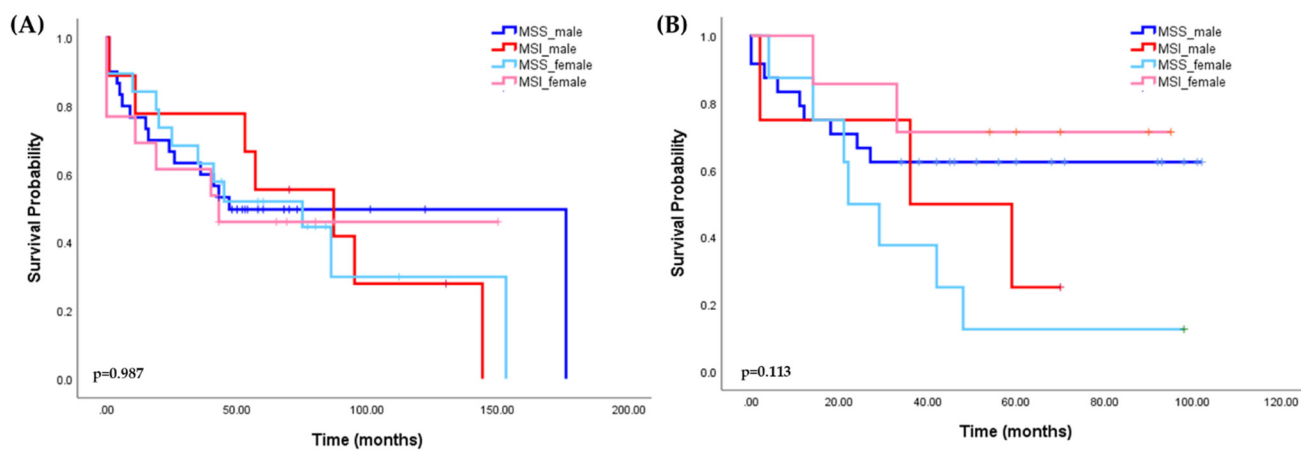 (A)
MSS_male
MSI_male
MSS_female
MSI_female
1.0
0.8
0.6
0.4
0.2
0.0
Survival Probability
p=0.987
.00 50.00 100.00 150.00 200.00
Time (months)
(B)
MSS_male
MSI_male
MSS_female
MSI_female
1.0
0.8
0.6
0.4
0.2
0.0
Survival Probability
p=0.113
.00 20.00 40.00 60.00 80.00 100.00 120.00
Time (months)